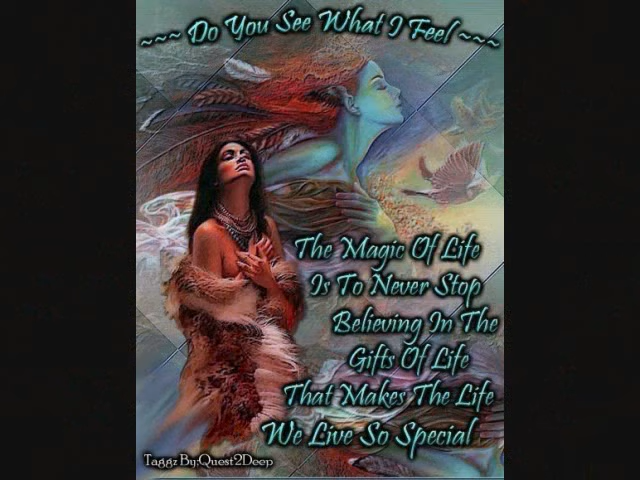 ~~~ Do You See What I Feel ~~~
The Magic Of Life
Is To Never Stop
Believing In The
Gifts Of Life
That Makes The Life
We Live So Special
Taggz By:Quest2Deep